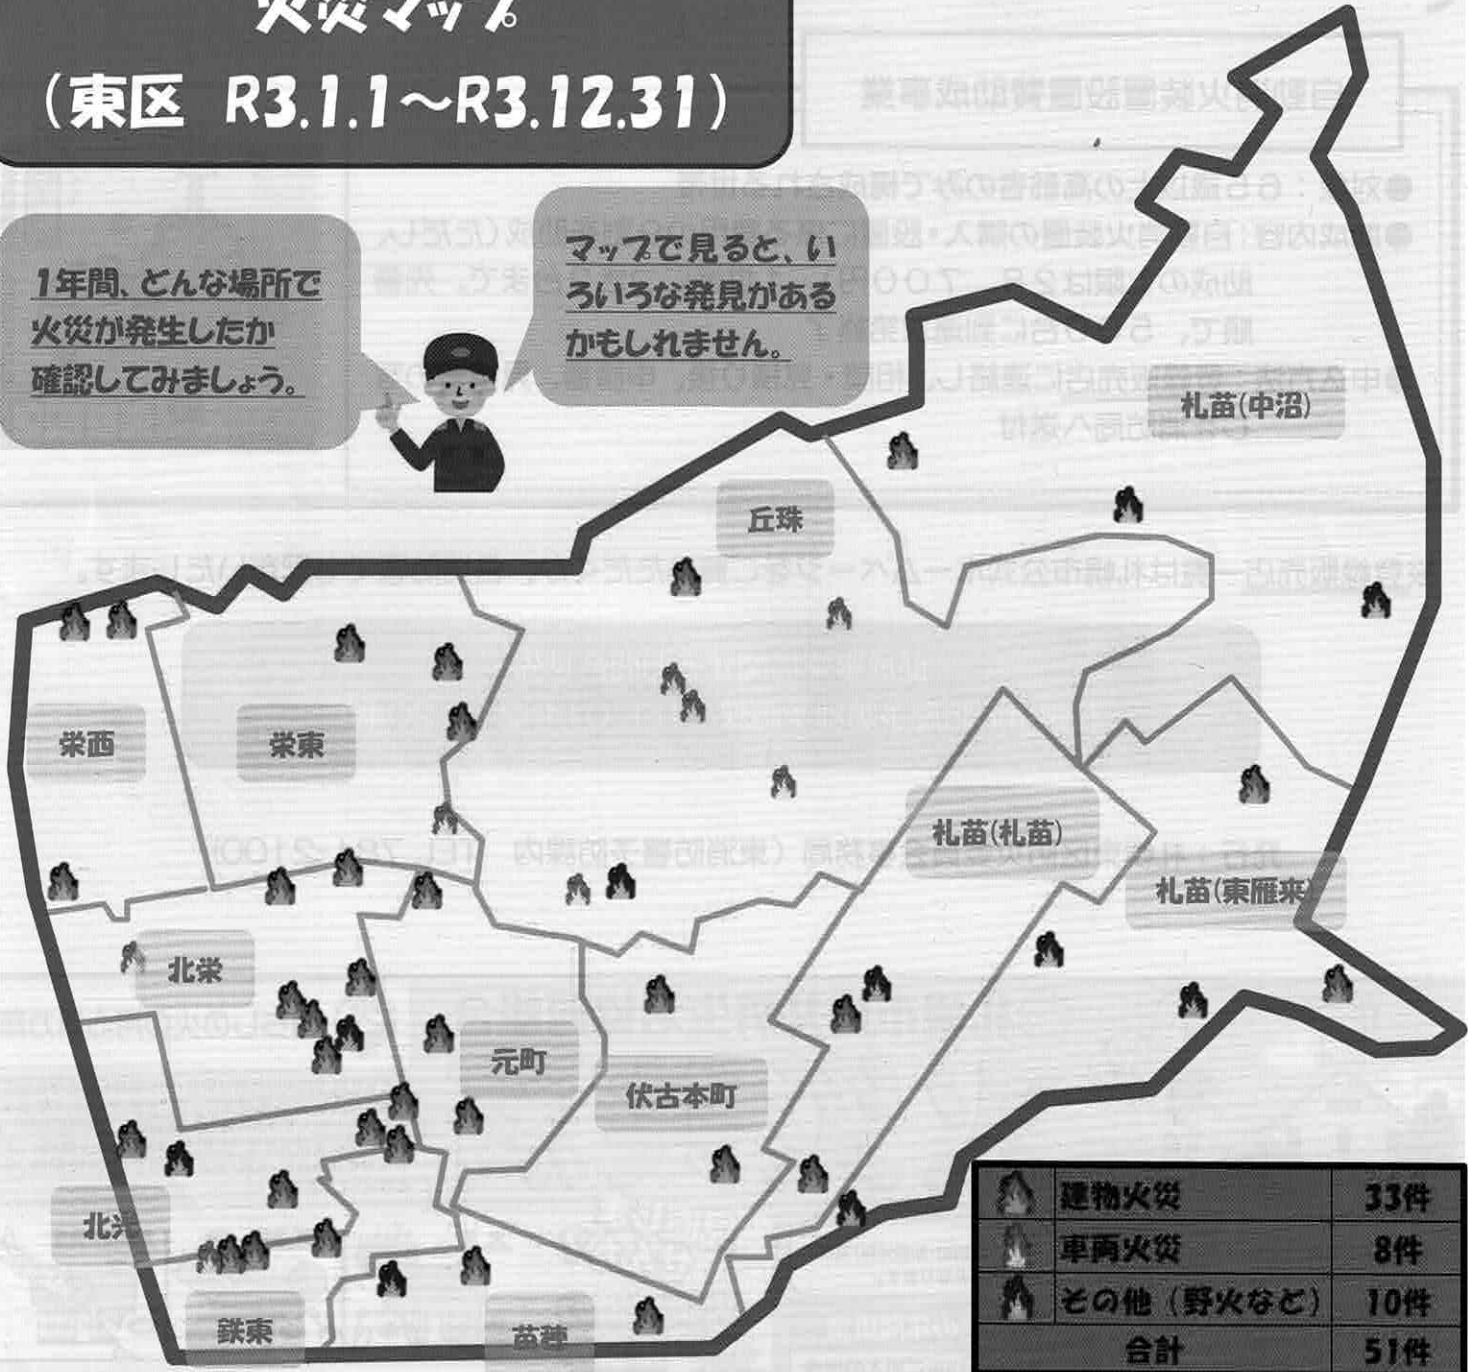 火災マップ
（東区 R3.1.1～R3.12.31）
1年間、どんな場所で
火災が発生したか
確認してみましょう。
マップで見ると、い
ろいろな発見がある
かもしれません。
札苗(中沼)
丘珠
栄西
栄東
札苗(札苗)
札苗(東雁来)
北栄
元町
伏古本町
北光
鉄東
苗穂
建物火災 33件
車両火災 8件
その他（野火など） 10件
合計 51件